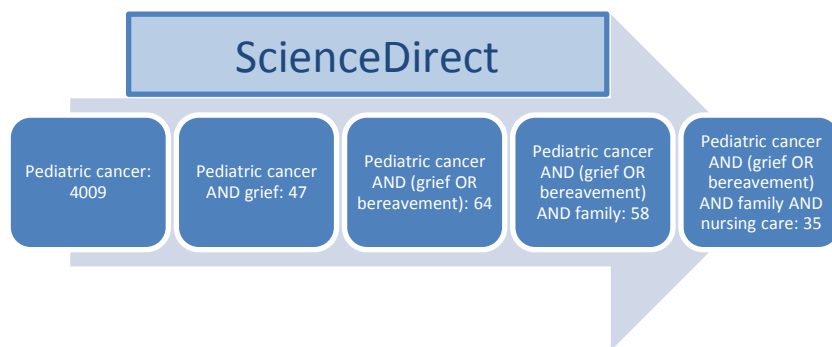 ScienceDirect
Pediatric cancer:
4009
Pediatric cancer
AND grief: 47
Pediatric cancer
AND (grief OR
bereavement): 64
Pediatric cancer
AND (grief OR
bereavement)
AND family: 58
Pediatric cancer
AND (grief OR
bereavement)
AND family AND
nursing care: 35